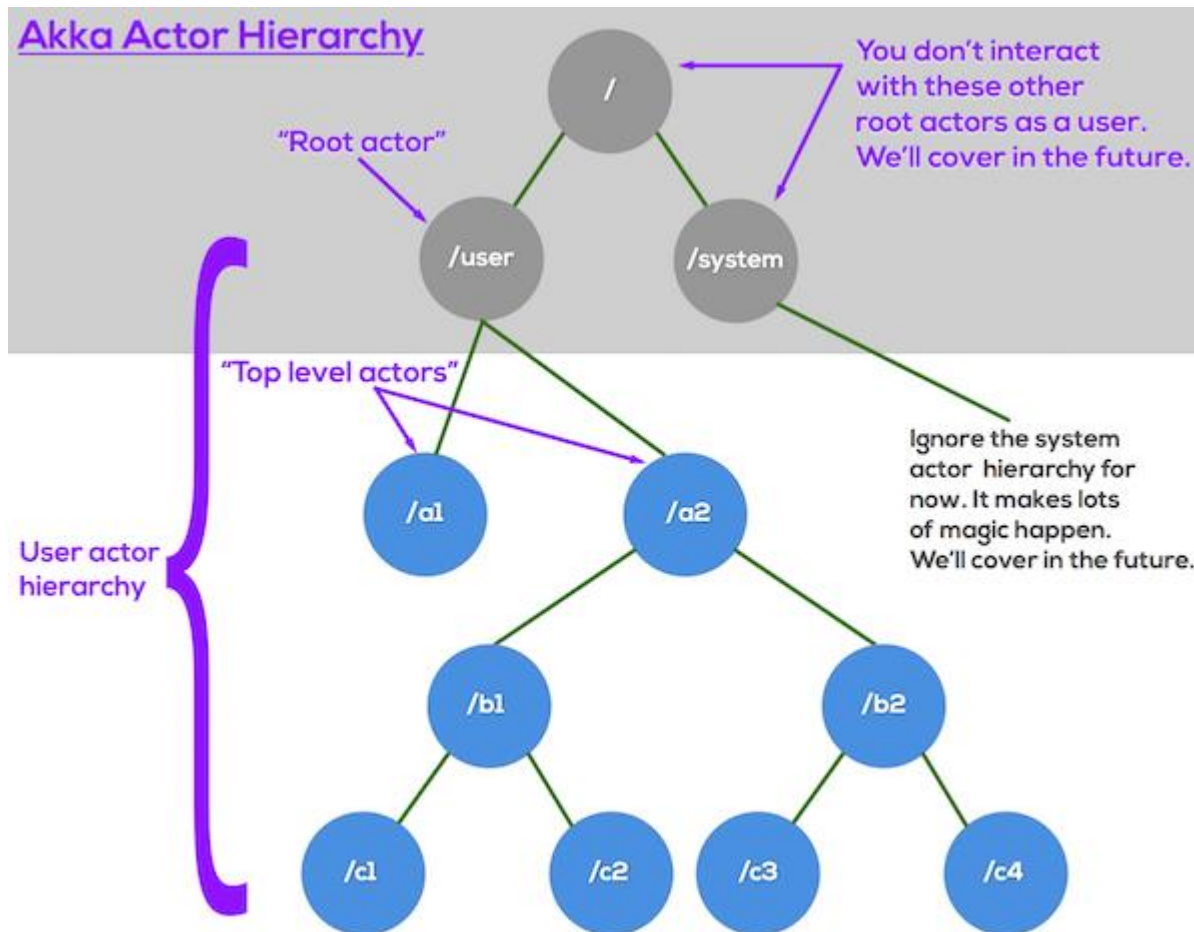 Akka Actor Hierarchy
You don't interact
with these other
root actors as a user.
We'll cover in the future.
/
"Root actor"
/user
/system
"Top level actors"
Ignore the system
actor hierarchy for
now. It makes lots
of magic happen.
We'll cover in the future.
/a1
/a2
User actor
hierarchy
/b1
/b2
/c1
/c2
/c3
/c4